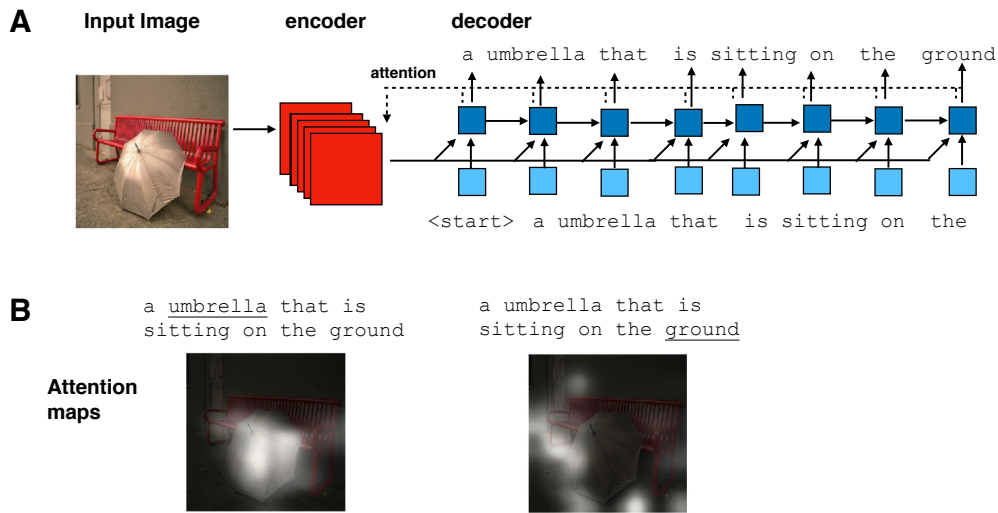 A
Input Image
encoder
decoder
a umbrella that is sitting on the ground
attention
<start> a umbrella that is sitting on the
B
a umbrella that is
sitting on the ground
a umbrella that is
sitting on the ground
Attention
maps